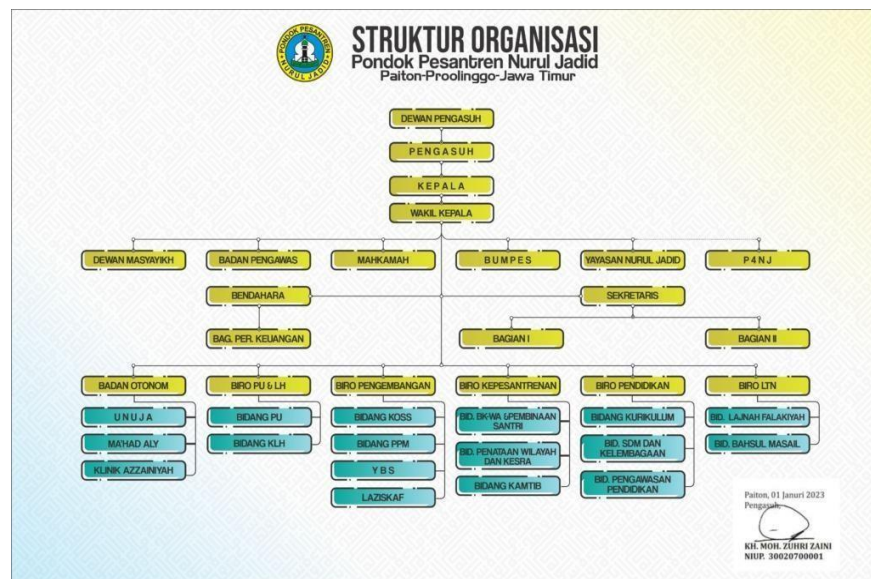 PONDOK PESANTREN
NURUL JADID
STRUKTUR ORGANISASI
Pondok Pesantren Nurul Jadid
Paiton-Proolinggo-Jawa Timur
DEWAN PENGASUH
PENGASUH
KEPALA
WAKIL KEPALA
DEWAN MASYAYIKH
BADAN PENGAWAS
MAHKAMAH
BUMPES
YAYASAN NURUL JADID
P4NJ
BENDAHARA
SEKRETARIS
BAG. PER. KEUANGAN
BAGIAN I
BAGIAN II
BADAN OTONOM
BIRO PU & LH
BIRO PENGEMBANGAN
BIRO KEPESANTRENAN
BIRO PENDIDIKAN
BIRO LTN
UNUJA
MA'HAD ALY
KLINIK AZZAINIYAH
BIDANG PU
BIDANG KLH
BIDANG KOSS
BIDANG PPM
YBS
LAZISKAF
BID. BK-WA &PEMBINAAN
SANTRI
BID. PENATAAN WILAYAH
DAN KESRA
BIDANG KAMTIB
BIDANG KURIKULUM
BID. SDM DAN
KELEMBAGAAN
BID. PENGAWASAN
PENDIDIKAN
BID. LAJNAH FALAKIYAH
BID. BAHSUL MASAIL
Paiton, 01 Januri 2023
Pengasuh,
KH. MOH. ZUHRI ZAINI
NIUP. 30020700001